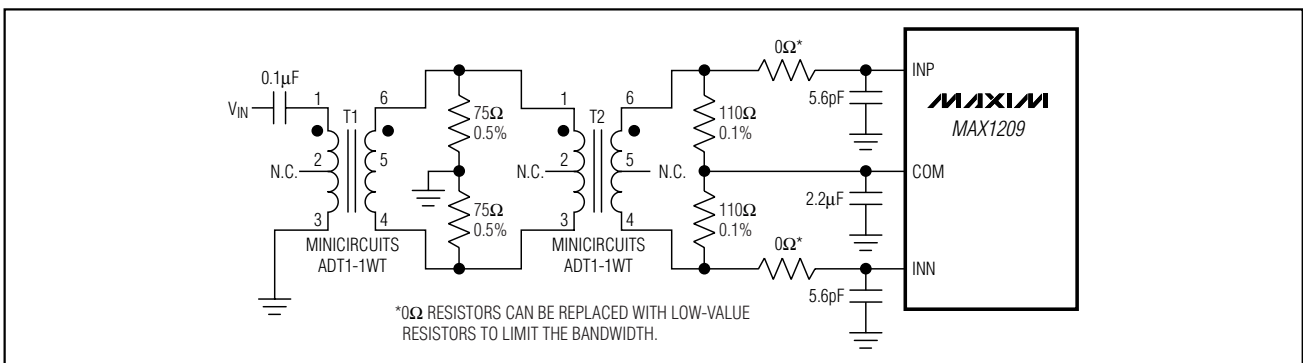 0Ω*
INP
0.1µF
5.6pF
VIN
1
T1
6
75Ω
0.5%
1
T2
6
110Ω
0.1%
MAXIM
MAX1209
N.C.
2
5
N.C.
2
5
N.C.
COM
2.2µF
3
4
75Ω
0.5%
3
4
110Ω
0.1%
MINICIRCUITS
ADT1-1WT
MINICIRCUITS
ADT1-1WT
0Ω*
INN
5.6pF
*0Ω RESISTORS CAN BE REPLACED WITH LOW-VALUE
RESISTORS TO LIMIT THE BANDWIDTH.